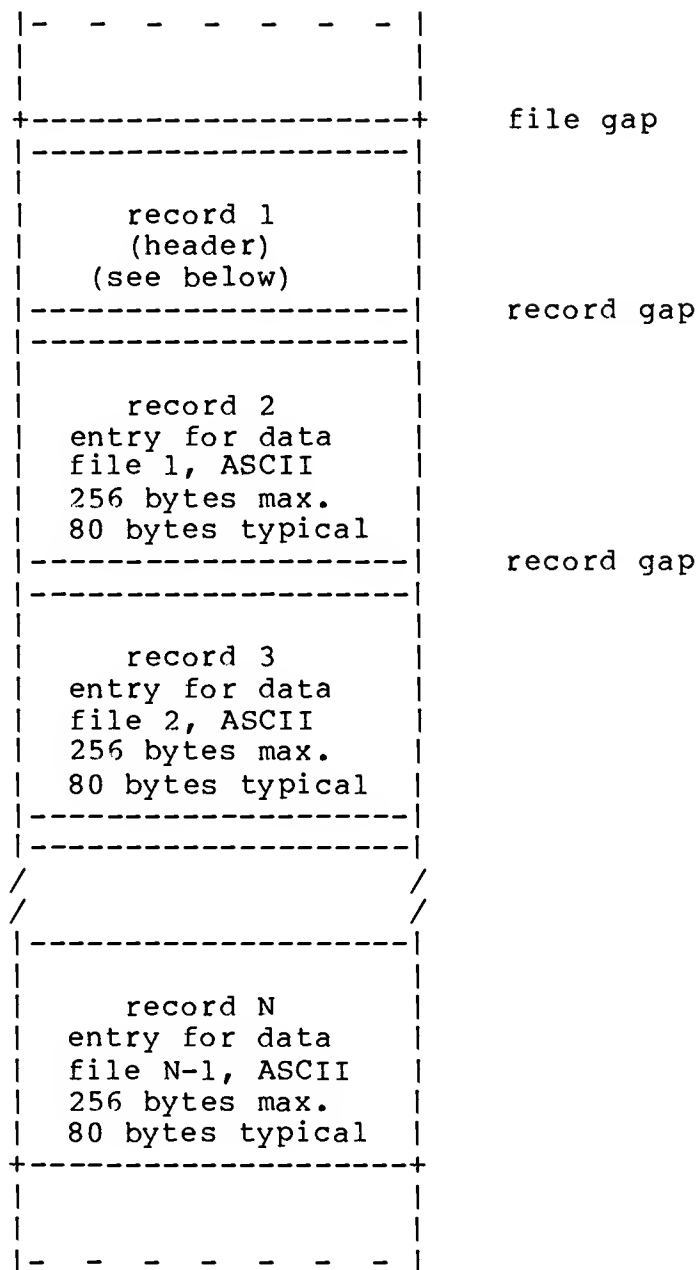 file gap
record 1
(header)
(see below)
record gap
record 2
entry for data
file 1, ASCII
256 bytes max.
80 bytes typical
record gap
record 3
entry for data
file 2, ASCII
256 bytes max.
80 bytes typical
record N
entry for data
file N-1, ASCII
256 bytes max.
80 bytes typical